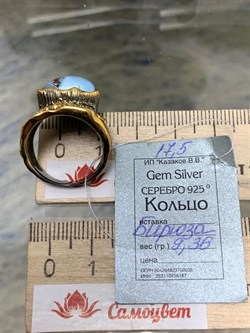 17,5
ИП "Казаков В.В."
Gem Silver
СЕРЕБРО 925°
Кольцо
вставка бирюза
вес (гр.) 9,36
цена
Самоцвет